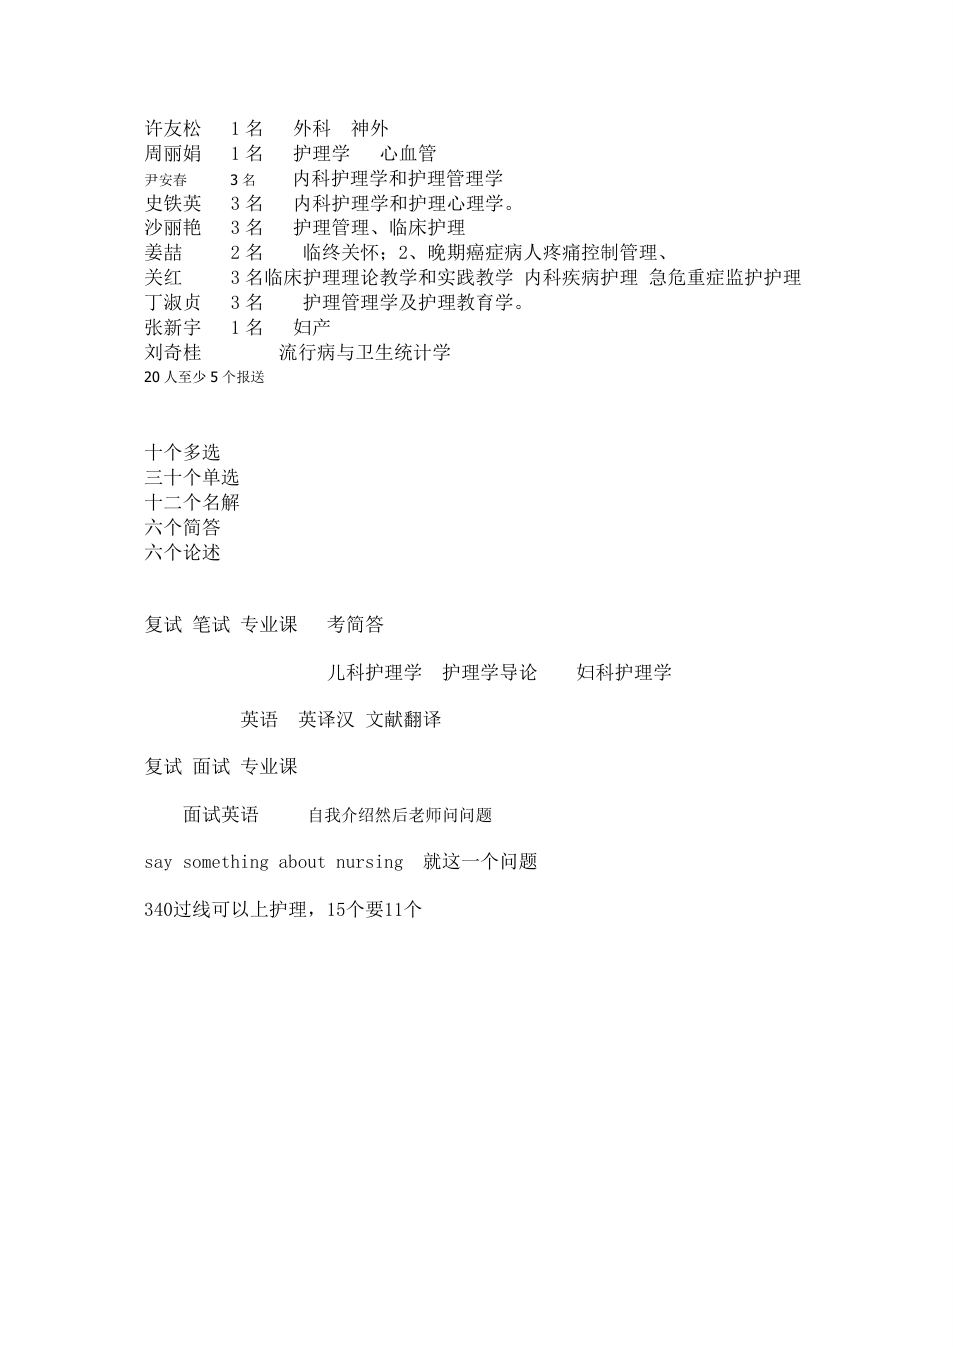 许友松 1 名 外科 神外
周丽娟 1 名 护理学 心血管
尹安春 3 名 内科护理学和护理管理学
史铁英 3 名 内科护理学和护理心理学。
沙丽艳 3 名 护理管理、临床护理
姜喆 2 名 临终关怀；2、晚期癌症病人疼痛控制管理、
关红 3 名临床护理理论教学和实践教学 内科疾病护理 急危重症监护护理
丁淑贞 3 名 护理管理学及护理教育学。
张新宇 1 名 妇产
刘奇桂 流行病与卫生统计学
20 人至少 5 个报送
十个多选
三十个单选
十二个名解
六个简答
六个论述
复试 笔试 专业课 考简答
儿科护理学 护理学导论 妇科护理学
英语 英译汉 文献翻译
复试 面试 专业课
面试英语 自我介绍然后老师问问题
say something about nursing 就这一个问题
340过线可以上护理，15个要11个